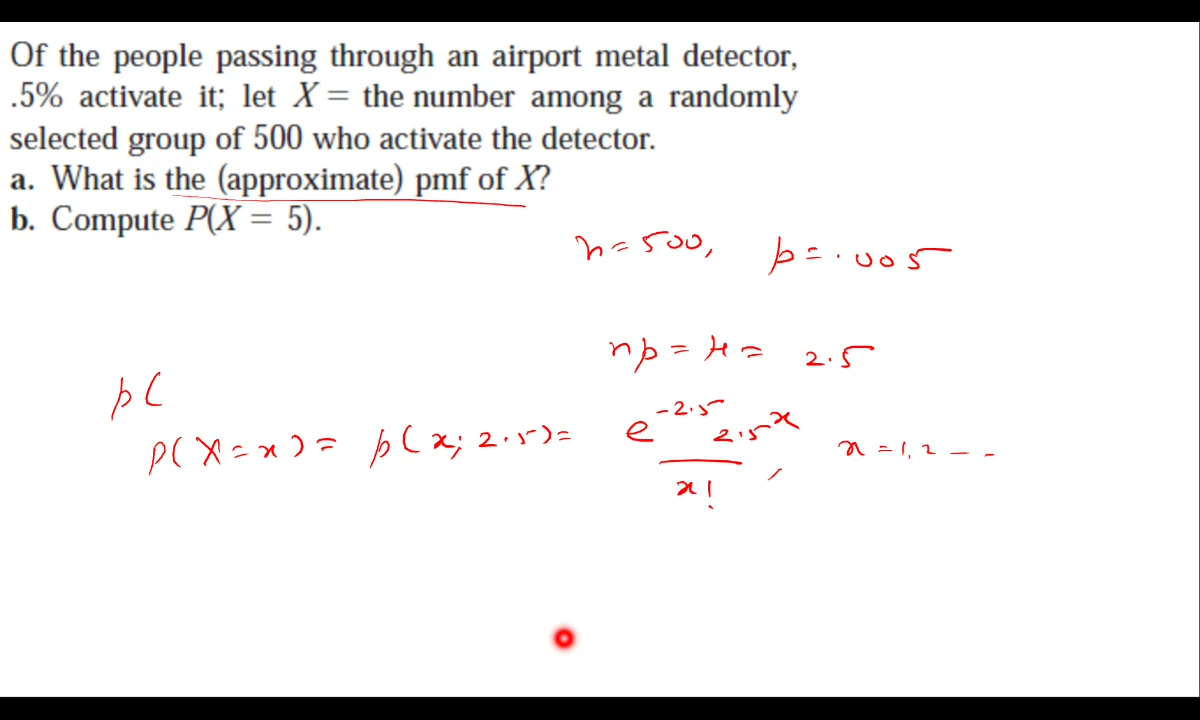 Of the people passing through an airport metal detector,
.5% activate it; let X = the number among a randomly
selected group of 500 who activate the detector.
a. What is the (approximate) pmf of X?
b. Compute P(X = 5).
n = 500, p = .005
np = μ = 2.5
p(
p(X = x) = p(x; 2.5) = e^-2.5 2.5^x / x! , x = 1, 2 - -